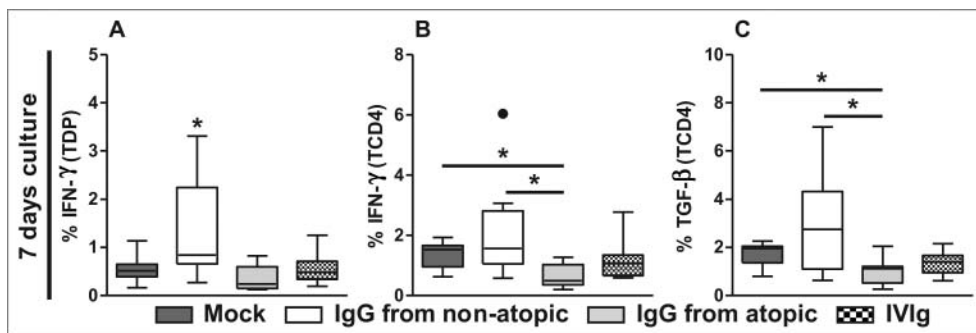 A
B
C
7 days culture
% IFN-γ (TDP)
5
4
3
2
1
0
*
% IFN-γ (TCD4)
8
6
4
2
0
*
*
% TGF-β (TCD4)
10
8
6
4
2
0
*
*
Mock IgG from non-atopic IgG from atopic IVIg